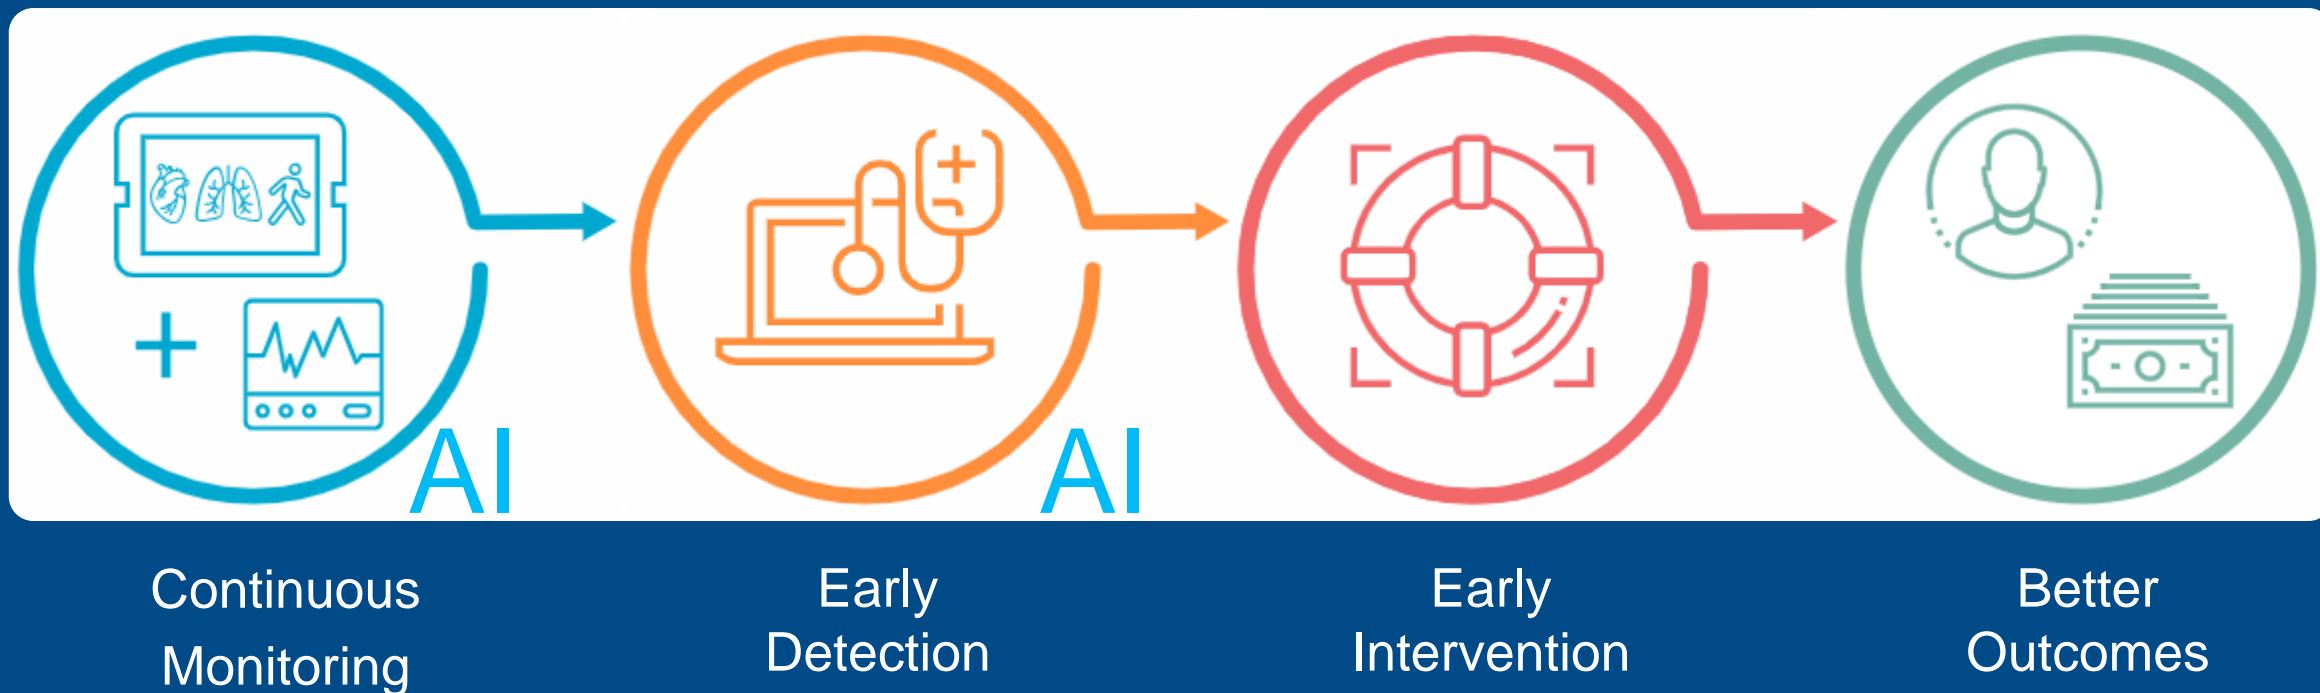 AI
AI
Continuous
Monitoring
Early
Detection
Early
Intervention
Better
Outcomes